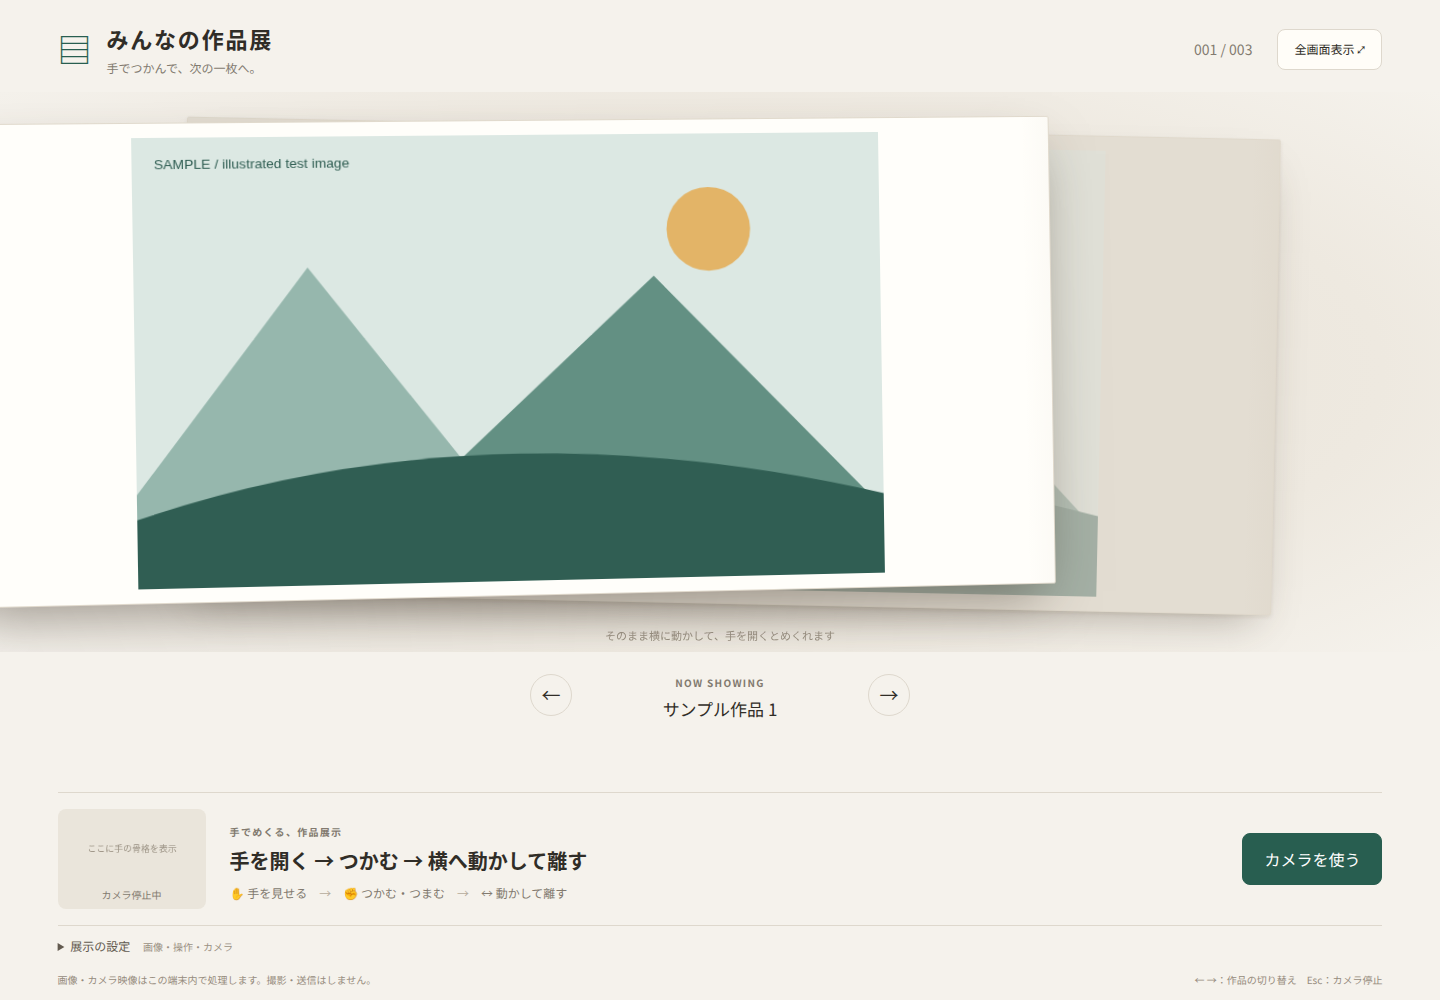 みんなの作品展
手でつかんで、次の一枚へ。
001 / 003
全画面表示⤢
SAMPLE / illustrated test image
そのまま横に動かして、手を開くとめくれます
←
NOW SHOWING
サンプル作品 1
→
ここに手の骨格を表示
カメラ停止中
手でめくる、作品展示
手を開く → つかむ → 横へ動かして離す
✋ 手を見せる → ✊ つかむ・つまむ → ↔ 動かして離す
カメラを使う
▶ 展示の設定 画像・操作・カメラ
画像・カメラ映像はこの端末内で処理します。撮影・送信はしません。
← →：作品の切り替え Esc：カメラ停止